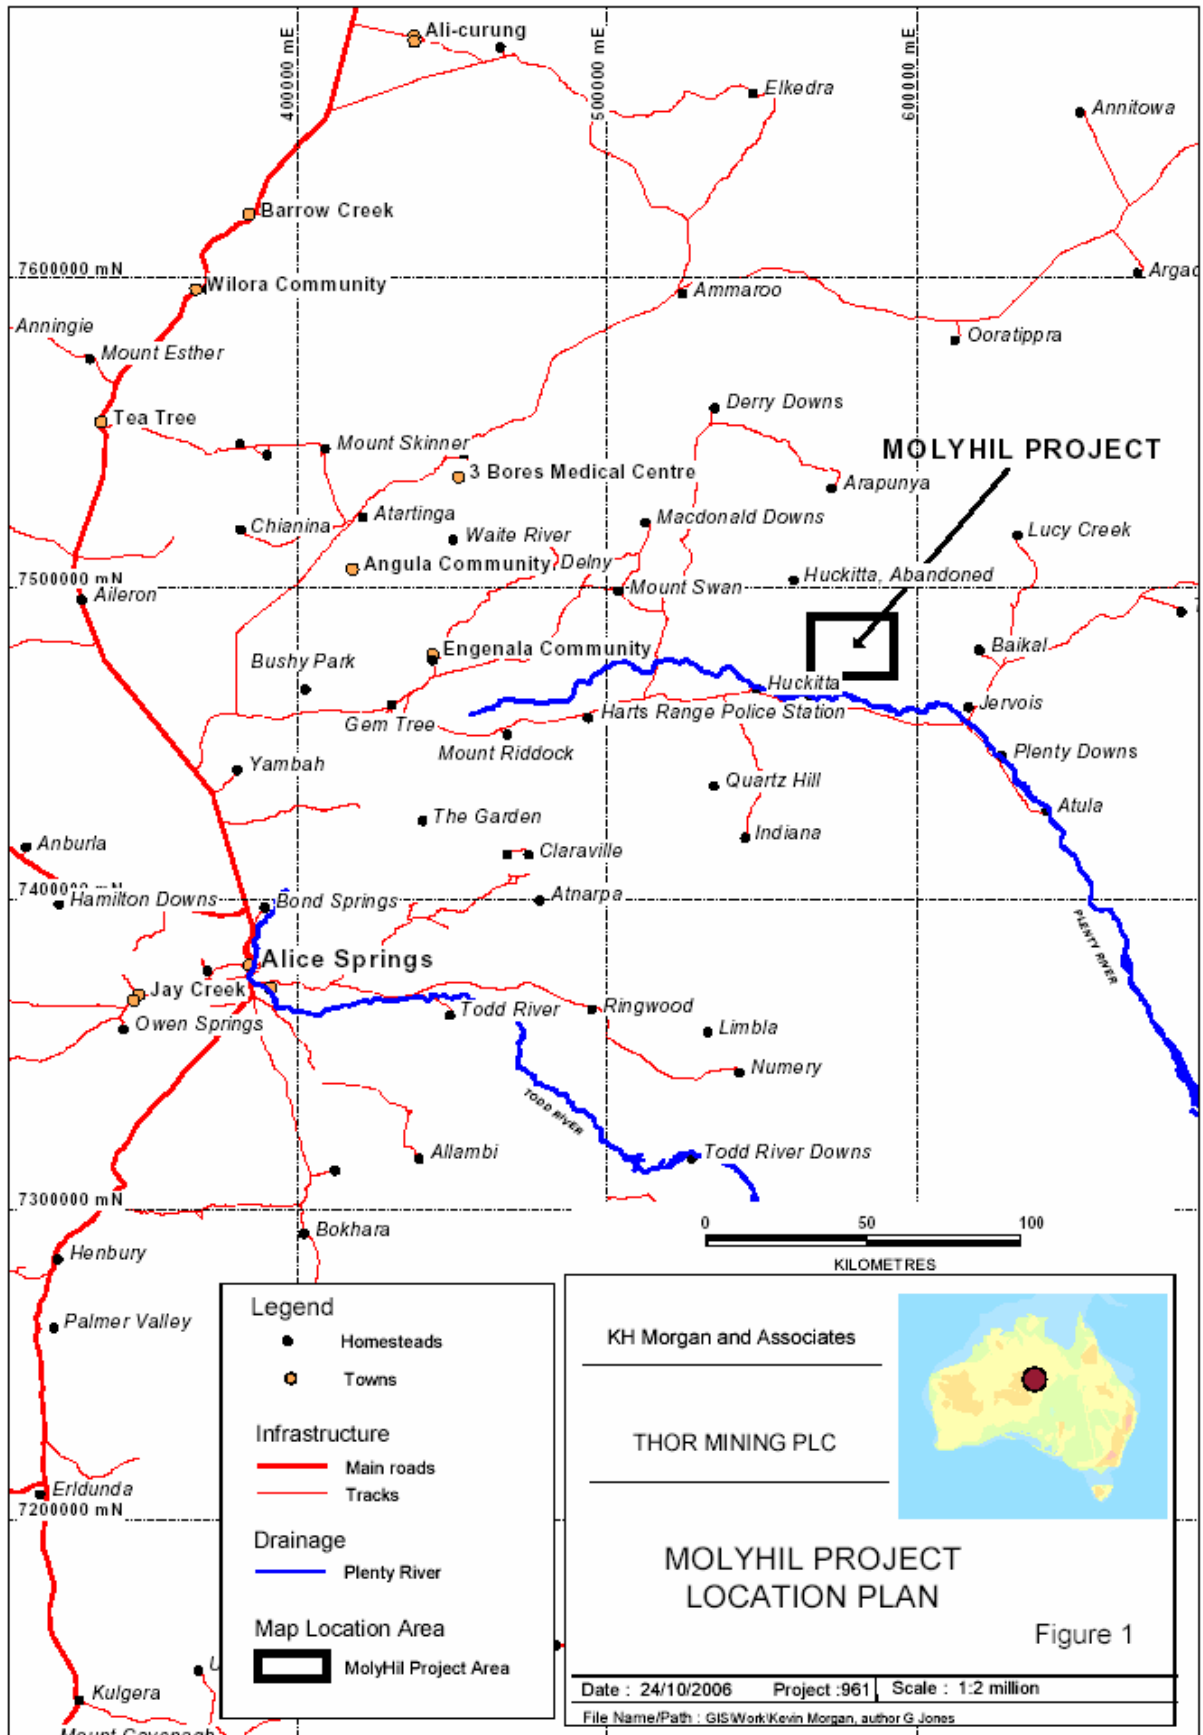 Ali-curung
400000 mE
500000 mE
600000 mE
Elkedra
Annitowa
Barrow Creek
7600000 mN
Wilora Community
Ammaroo
Anningie
Mount Esther
Ooratippra
Derry Downs
Tea Tree
MOLYHIL PROJECT
Mount Skinner
3 Bores Medical Centre
Arapunya
Atartinga
Macdonald Downs
Chianina
Waite River
Lucy Creek
Angula Community
Delny
Huckitta, Abandoned
7500000 mN
Mount Swan
Aileron
Engenala Community
Baikal
Bushy Park
Huckitta
Jervois
Gem Tree
Harts Range Police Station
Mount Riddock
Plenty Downs
Yambah
Quartz Hill
Atula
The Garden
Indiana
Anburla
Claraville
Hamilton Downs
Bond Springs
Atnarpa
PLENTY RIVER
Alice Springs
Jay Creek
Todd River
Ringwood
Owen Springs
Limbla
Numery
TODD RIVER
Allambi
Todd River Downs
7300000 mN
Bokhara
0 50 100
KILOMETRES
Henbury
Palmer Valley
Erldunda
7200000 mN
Kulgera
Legend
Homesteads
Towns
Infrastructure
Main roads
Tracks
Drainage
Plenty River
Map Location Area
MolyHil Project Area
KH Morgan and Associates
THOR MINING PLC
MOLYHIL PROJECT
LOCATION PLAN
Figure 1
Date : 24/10/2006 Project :961 Scale : 1:2 million
File Name/Path : GIS\Work\Kevin Morgan, author G Jones